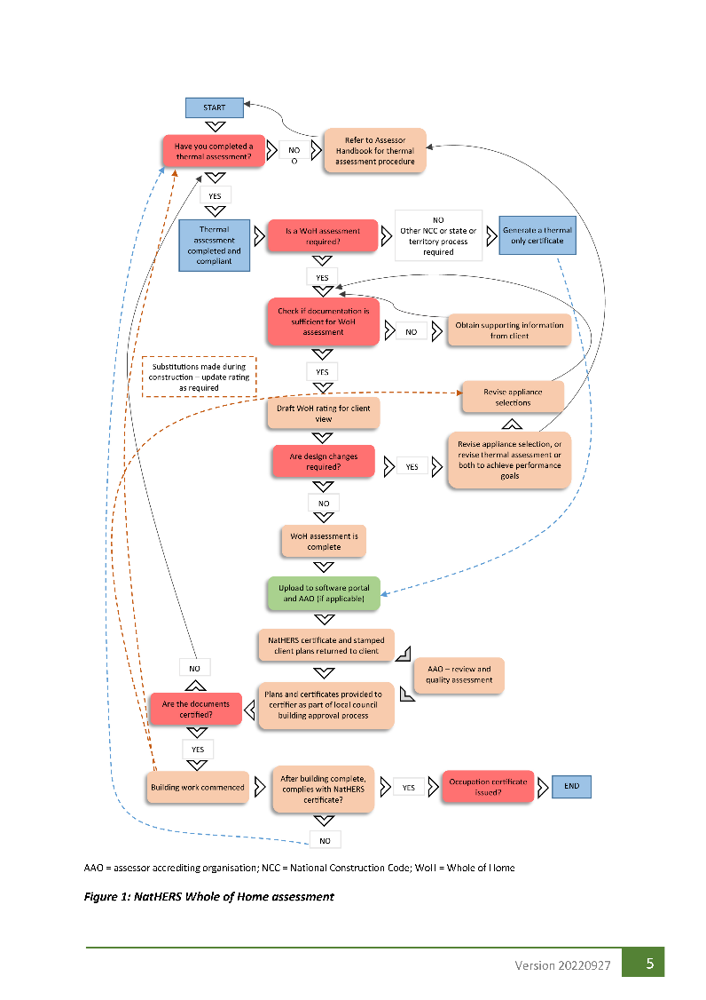 START
Have you completed a
thermal assessment?
NO
O
Refer to Assessor
Handbook for thermal
assessment procedure
YES
Thermal
assessment
completed and
compliant
Is a WoH assessment
required?
NO
Other NCC or state or
territory process
required
Generate a thermal
only certificate
YES
Check if documentation is
sufficient for WoH
assessment
NO
Obtain supporting information
from client
Substitutions made during
construction – update rating
as required
YES
Revise appliance
selections
Draft WoH rating for client
view
Are design changes
required?
YES
Revise appliance selection, or
revise thermal assessment or
both to achieve performance
goals
NO
WoH assessment is
complete
Upload to software portal
and AAO (if applicable)
NatHERS certificate and stamped
client plans returned to client
AAO – review and
quality assessment
NO
Are the documents
certified?
Plans and certificates provided to
certifier as part of local council
building approval process
YES
Building work commenced
After building complete,
complies with NatHERS
certificate?
YES
Occupation certificate
issued?
END
NO
AAO = assessor accrediting organisation; NCC = National Construction Code; WoH = Whole of Home
Figure 1: NatHERS Whole of Home assessment
Version 20220927
5